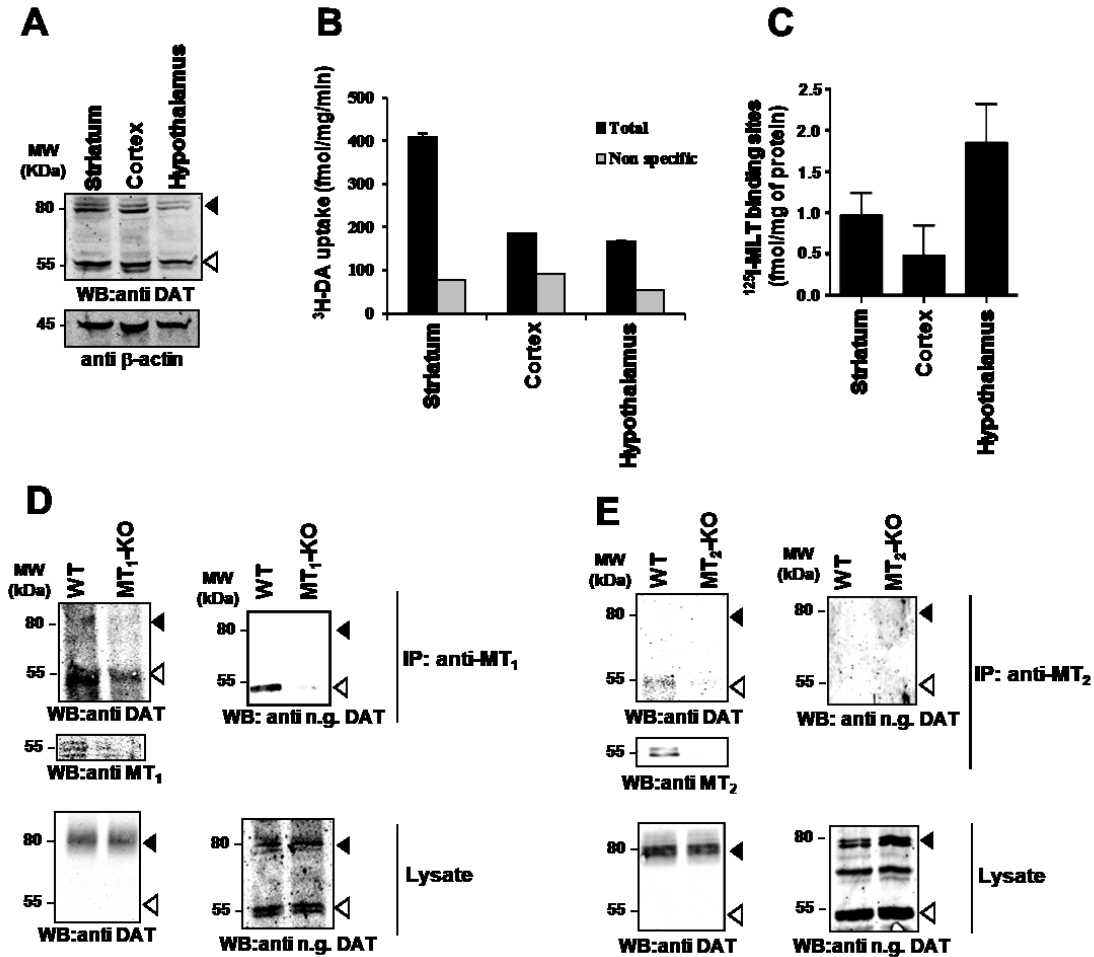 A
MW
(KDa)
Striatum
Cortex
Hypothalamus
80
55
WB:anti DAT
45
anti β-actin
B
³H-DA uptake (fmol/mg/min)
500
400
300
200
100
0
Total
Non specific
Striatum
Cortex
Hypothalamus
C
¹²⁵I-MLT binding sites
(fmol/mg of protein)
2.5
2.0
1.5
1.0
0.5
0.0
Striatum
Cortex
Hypothalamus
D
MW
(kDa)
WT
MT₁-KO
80
55
WB:anti DAT
55
WB:anti MT₁
MW
(kDa)
WT
MT₁-KO
80
55
WB: anti n.g. DAT
IP: anti-MT₁
80
55
WB:anti DAT
80
55
WB:anti n.g. DAT
Lysate
E
MW
(kDa)
WT
MT₂-KO
80
55
WB:anti DAT
55
WB:anti MT₂
MW
(kDa)
WT
MT₂-KO
80
55
WB: anti n.g. DAT
IP: anti-MT₂
80
55
WB:anti DAT
80
55
WB:anti n.g. DAT
Lysate